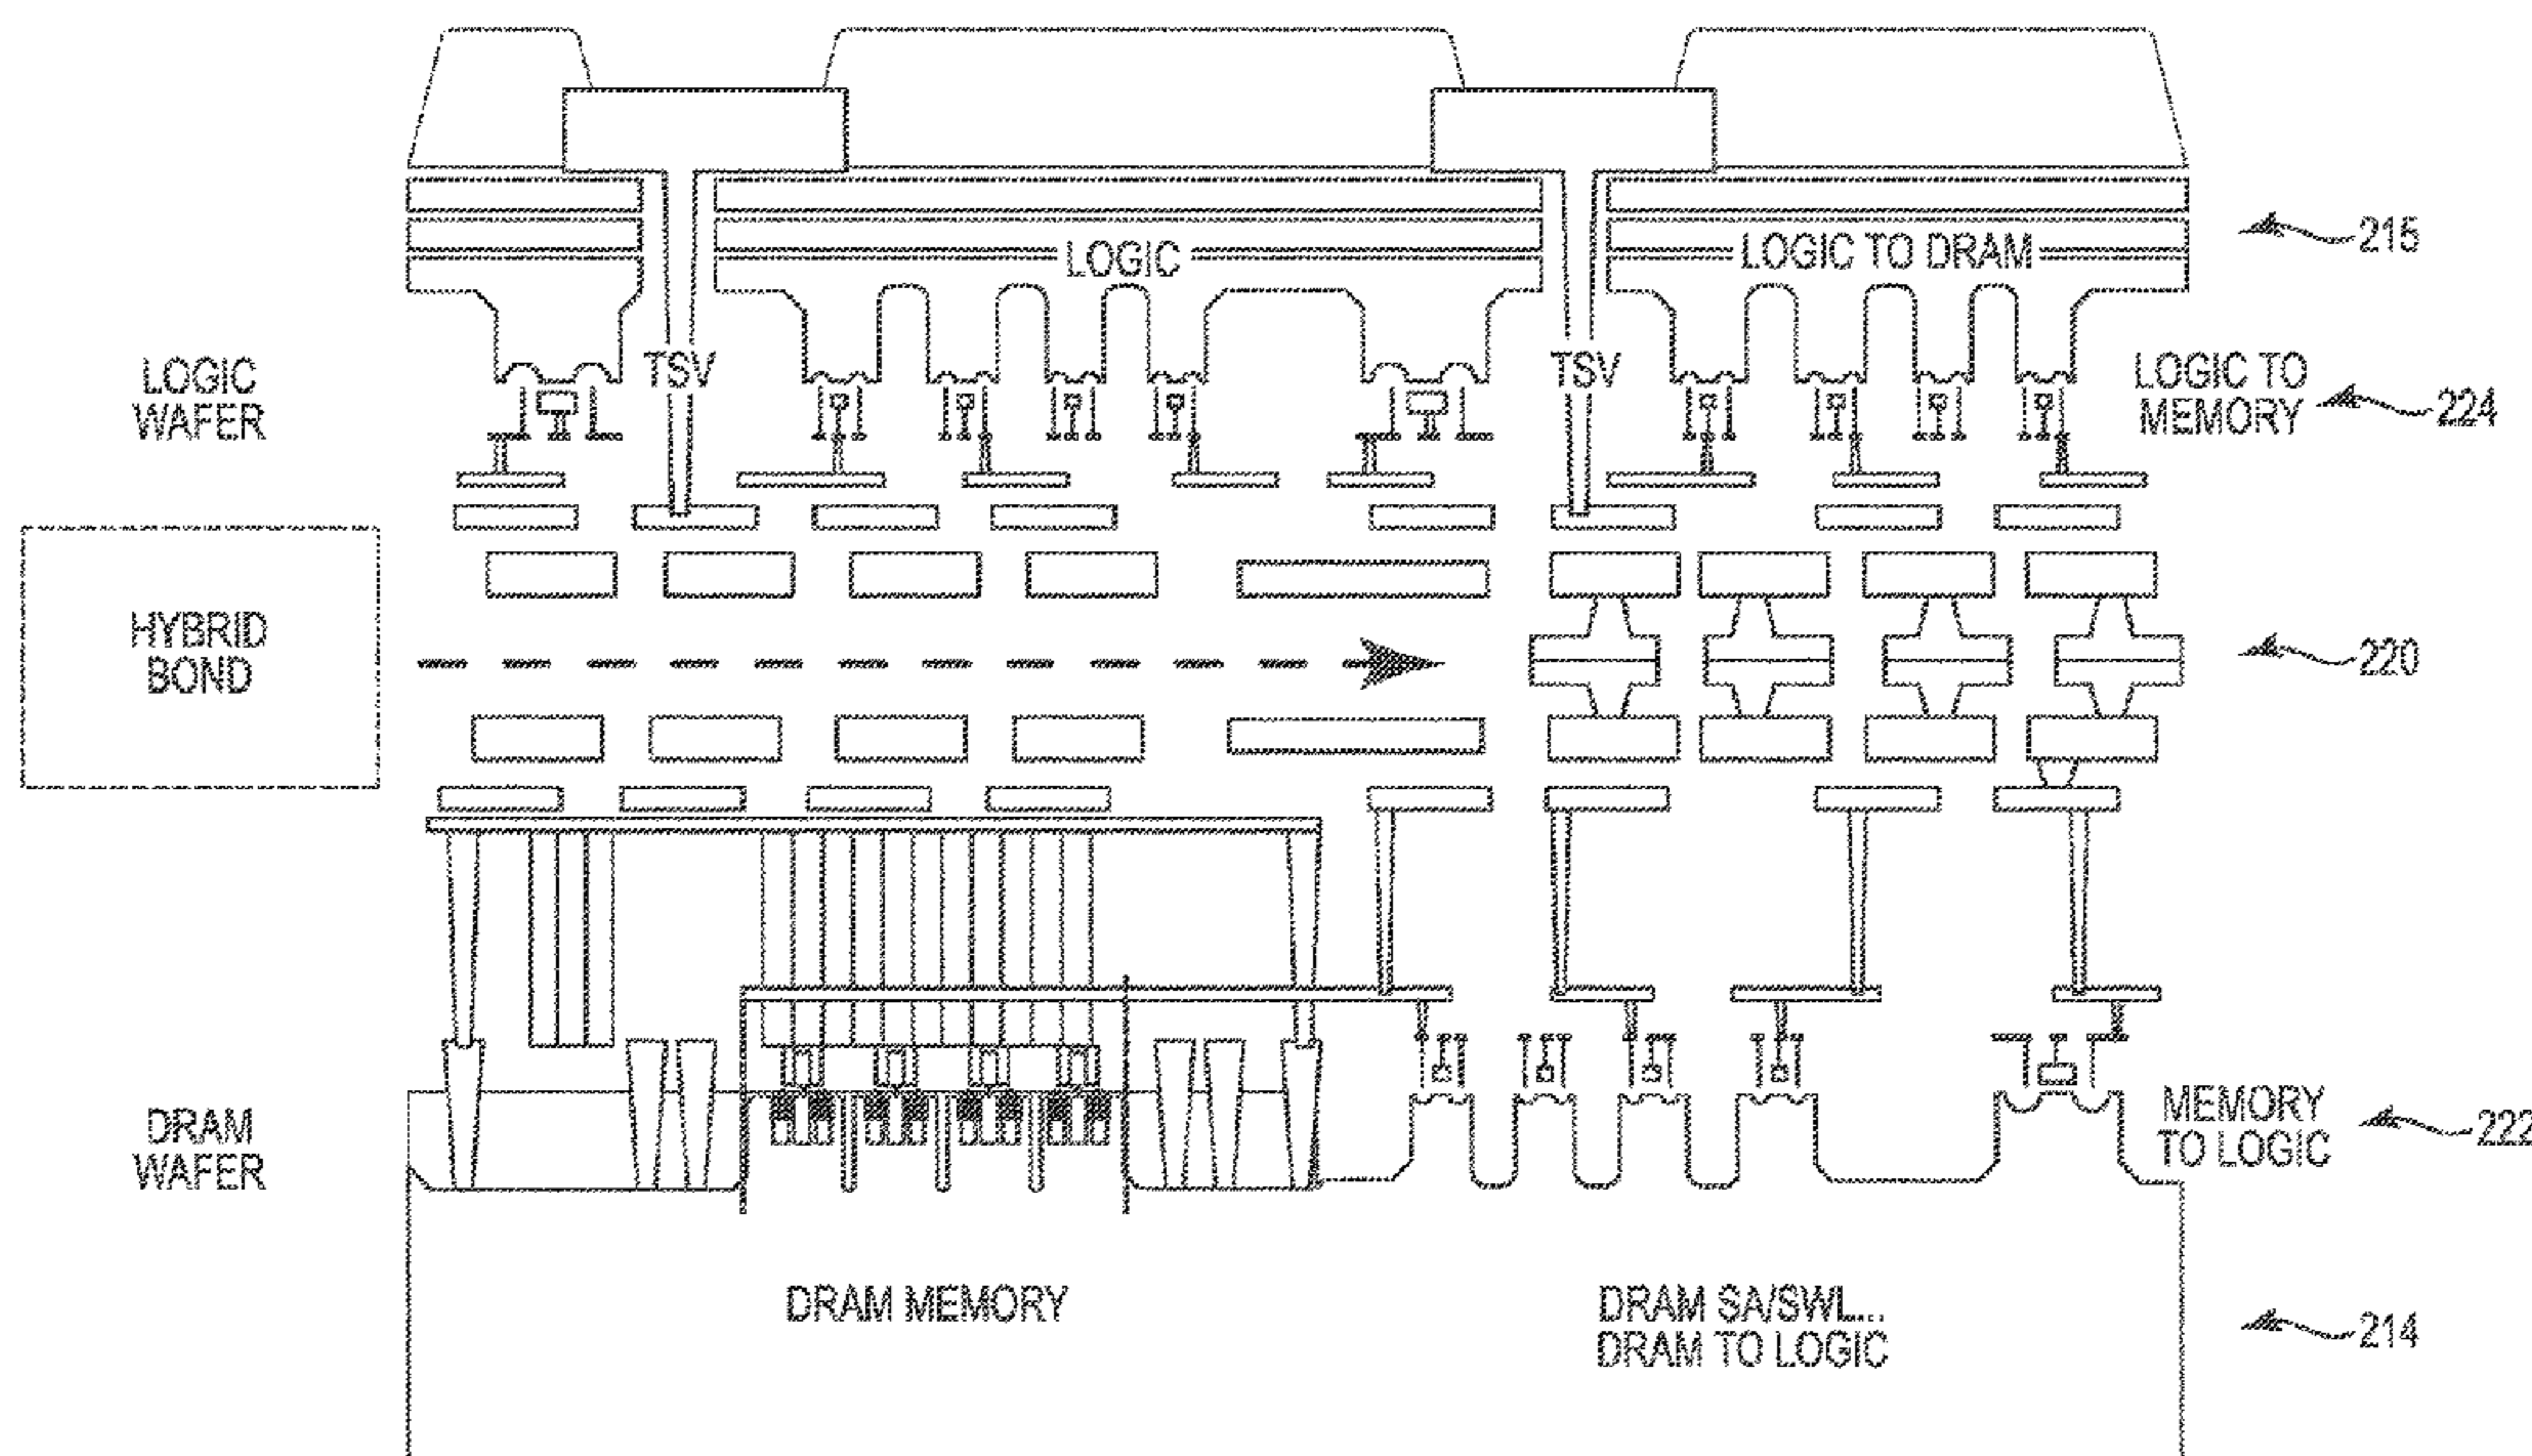 LOGIC
LOGIC TO DRAM
215
LOGIC
WAFER
TSV
TSV
LOGIC TO
MEMORY
224
HYBRID
BOND
220
DRAM
WAFER
MEMORY
TO LOGIC
222
DRAM MEMORY
DRAM SA/SWL...
DRAM TO LOGIC
214